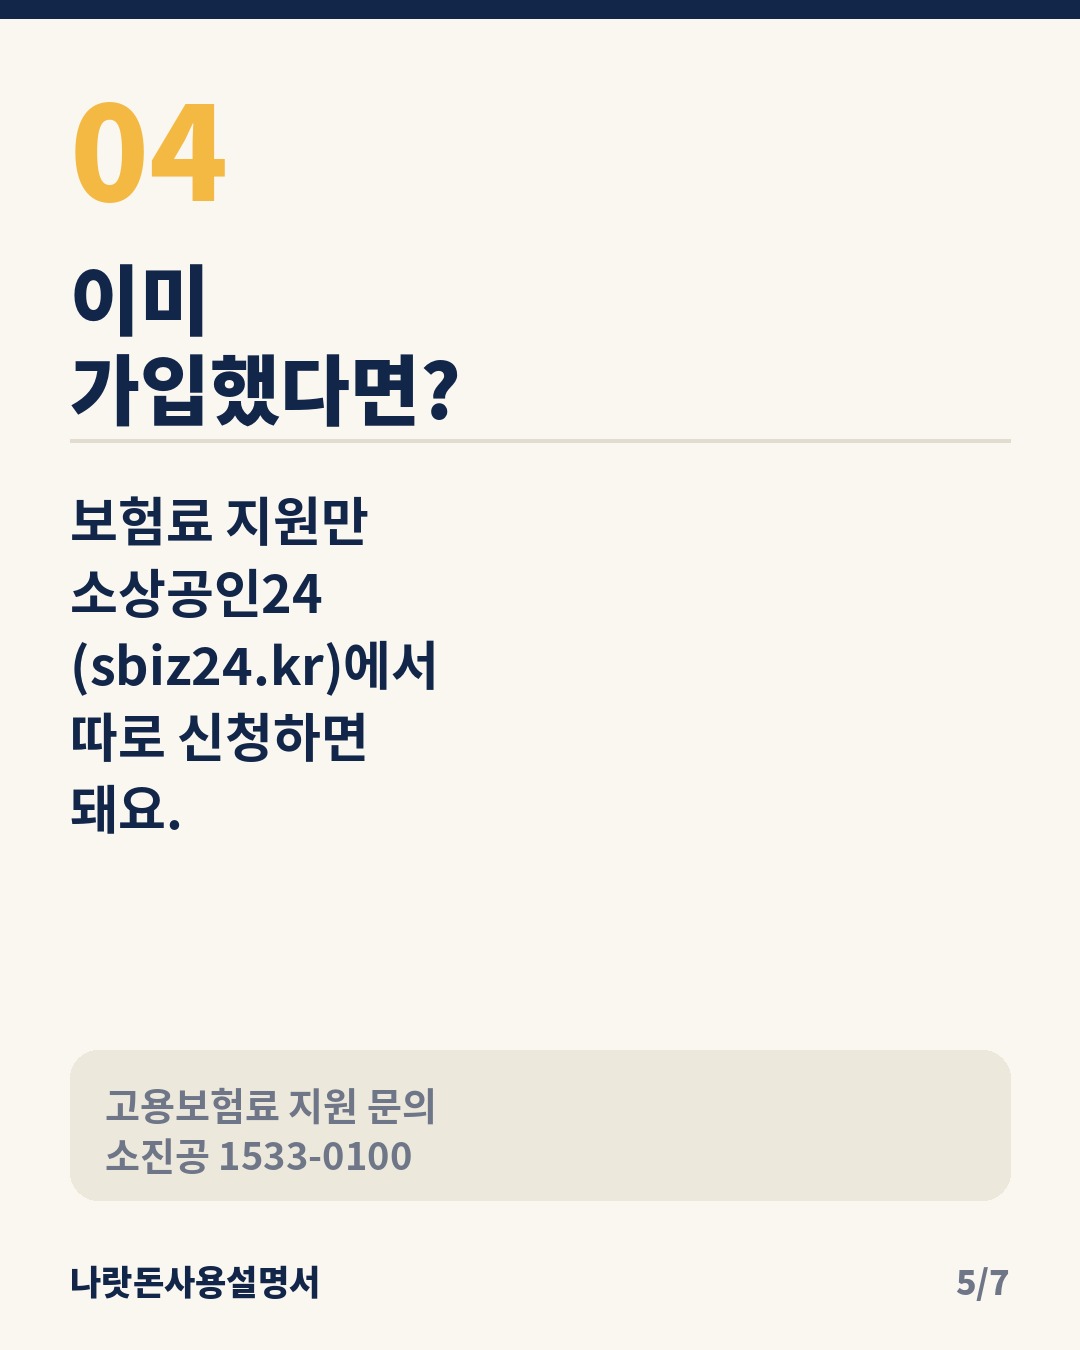 04
이미
가입했다면?
보험료 지원만
소상공인24
(sbiz24.kr)에서
따로 신청하면
돼요.
고용보험료 지원 문의
소진공 1533-0100
나랏돈사용설명서
5/7